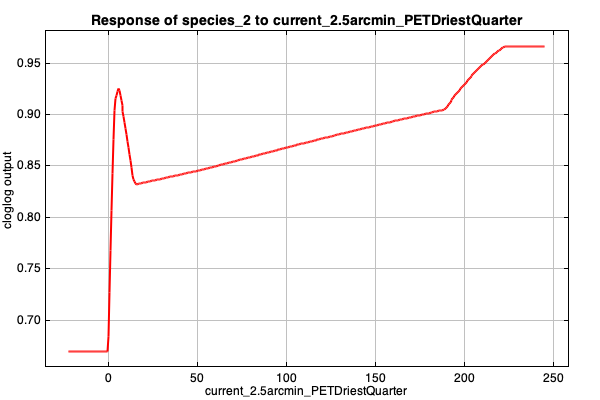 Response of species_2 to current_2.5arcmin_PETDriestQuarter
cloglog output
0.95
0.90
0.85
0.80
0.75
0.70
0 50 100 150 200 250
current_2.5arcmin_PETDriestQuarter